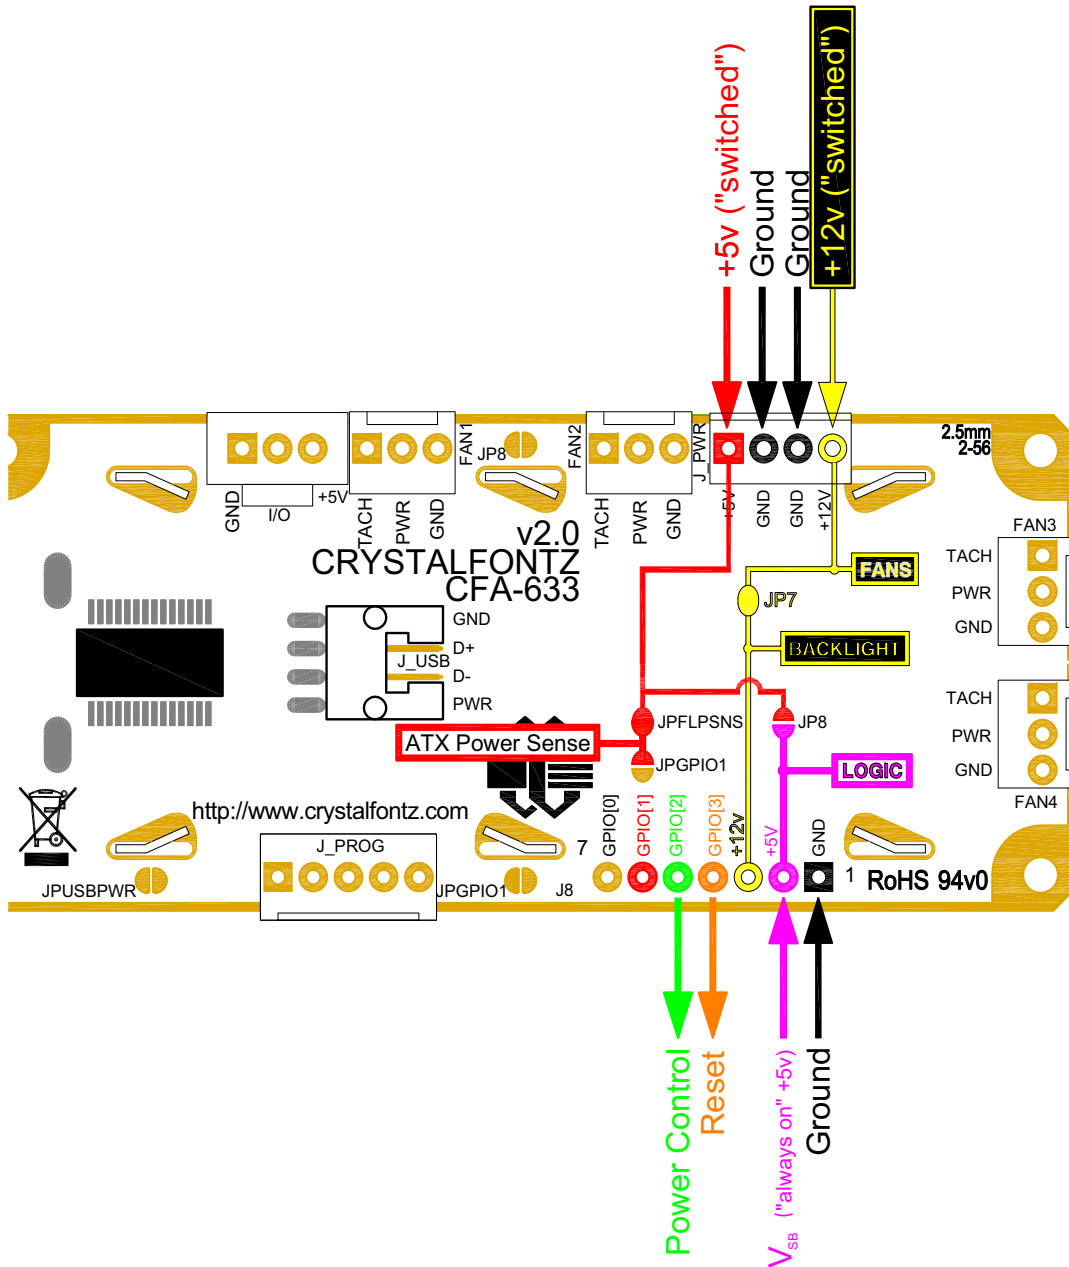 +5v ("switched")
Ground
Ground
+12v ("switched")
2.5mm
2-56
GND
I/O
+5V
TACH
PWR
GND
FAN1
JP8
FAN2
TACH
PWR
GND
J_PWR
+5V
GND
GND
+12V
v2.0
CRYSTALFONTZ
CFA-633
FAN3
TACH
PWR
GND
FANS
JP7
BACKLIGHT
GND
D+
J_USB
D-
PWR
TACH
PWR
GND
FAN4
JPFLPSNS
JP8
ATX Power Sense
JPGPIO1
LOGIC
http://www.crystalfontz.com
J_PROG
JPUSBPWR
JPGPIO1
J8
7
GPIO[0]
GPIO[1]
GPIO[2]
GPIO[3]
+12v
+5V
GND
1
RoHS 94v0
Power Control
Reset
VSB ("always on" +5v)
Ground